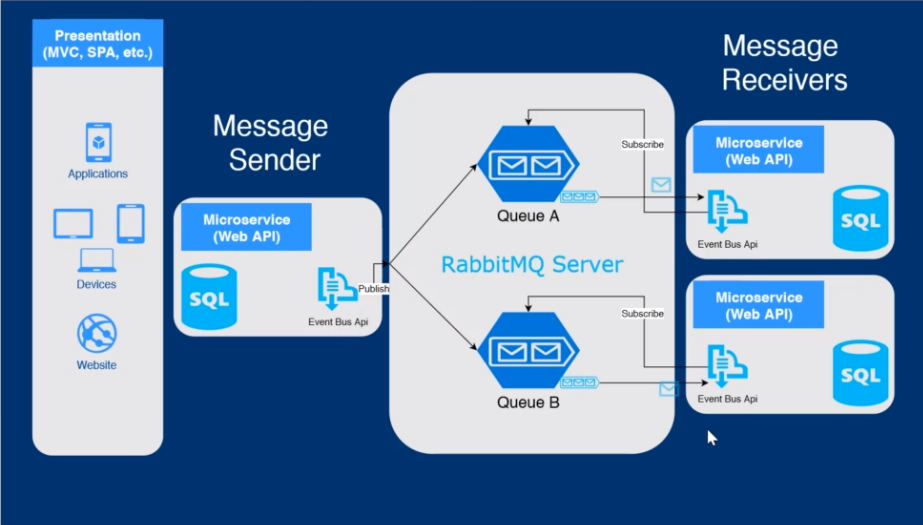 Presentation
(MVC, SPA, etc.)
Applications
Devices
Website
Message
Sender
Microservice
(Web API)
SQL
Event Bus Api
Publish
Queue A
RabbitMQ Server
Queue B
Subscribe
Subscribe
Message
Receivers
Microservice
(Web API)
Event Bus Api
SQL
Microservice
(Web API)
Event Bus Api
SQL